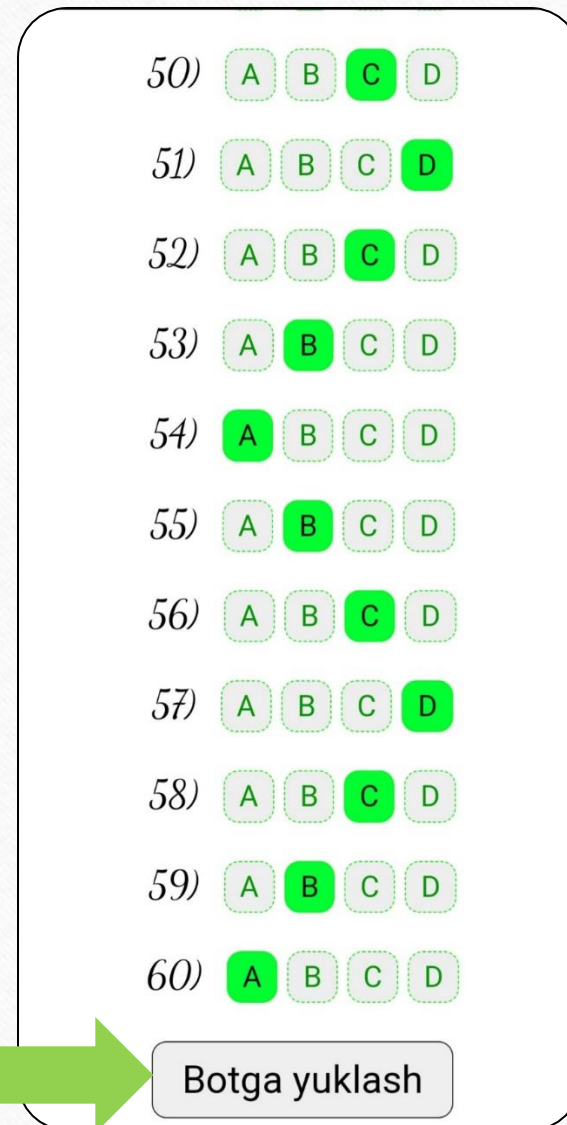 50) A B C D
51) A B C D
52) A B C D
53) A B C D
54) A B C D
55) A B C D
56) A B C D
57) A B C D
58) A B C D
59) A B C D
60) A B C D
Botga yuklash